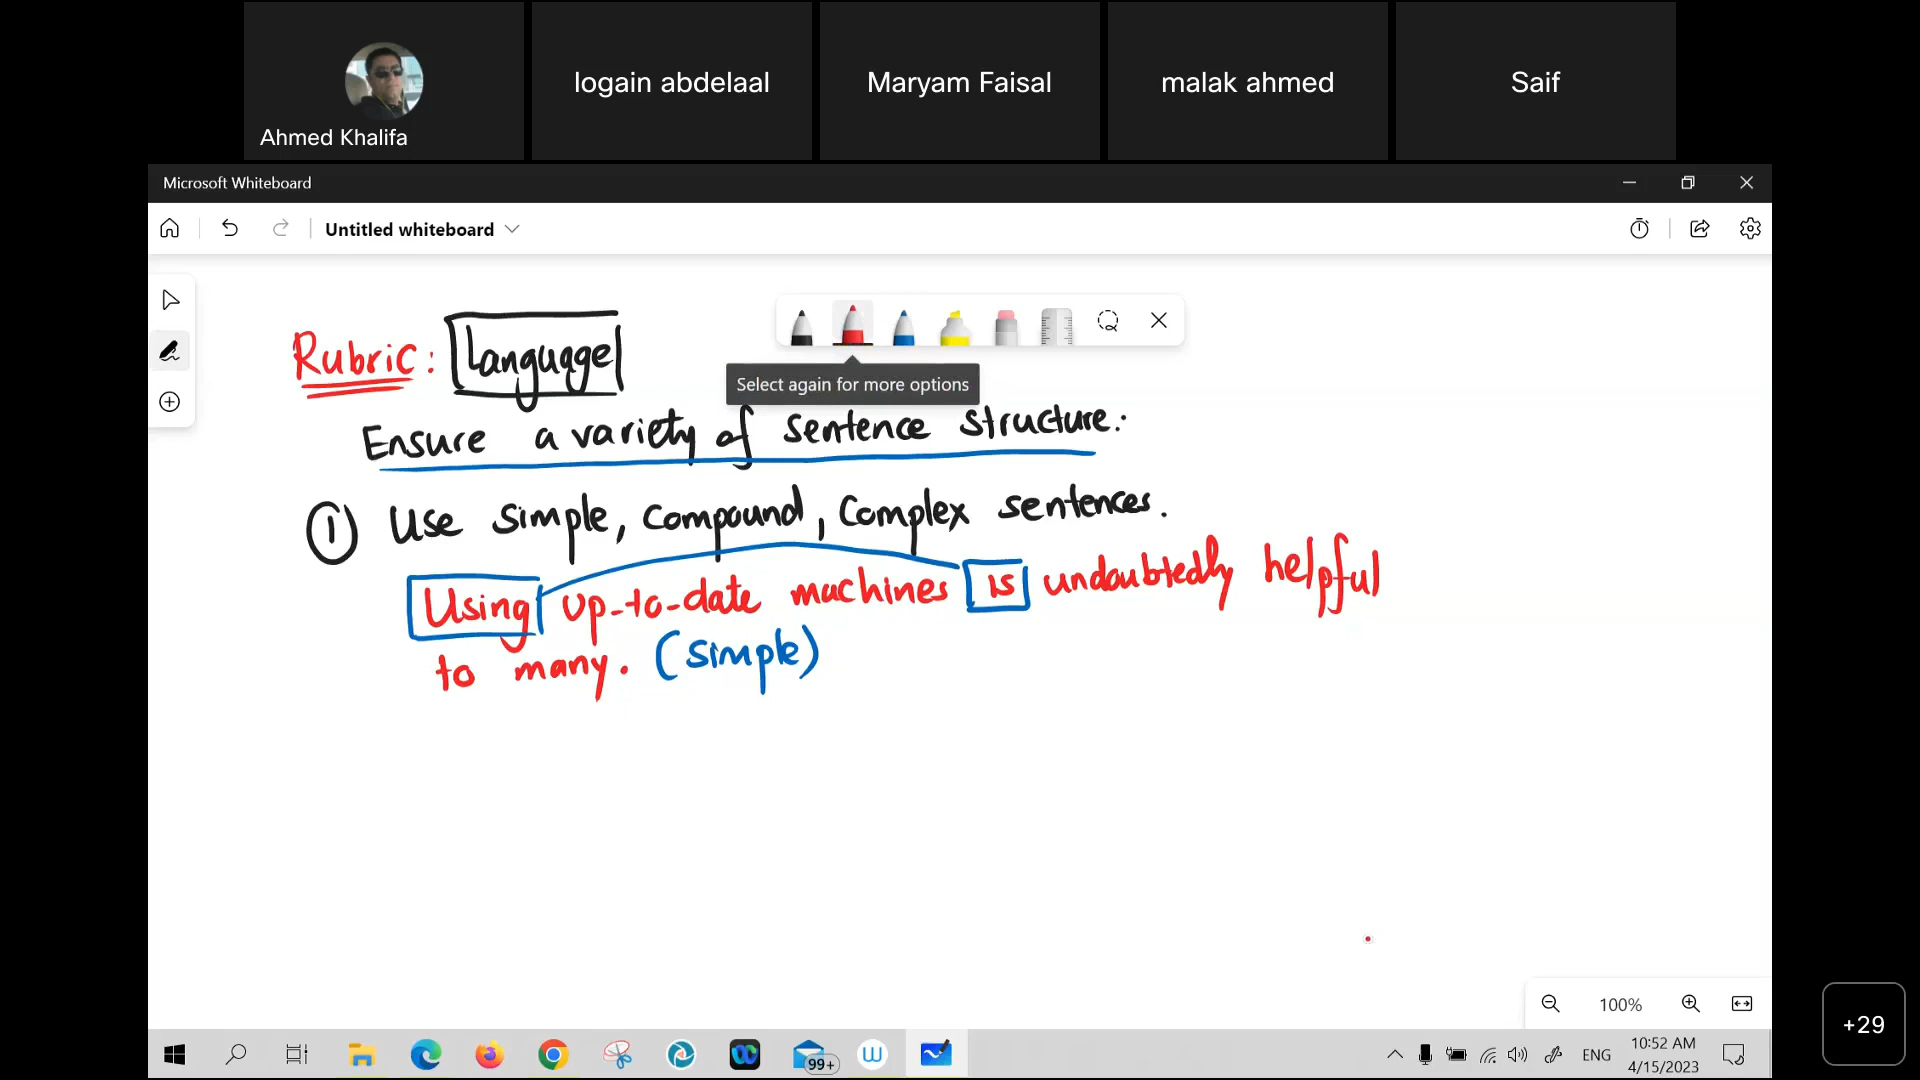 logain abdelaal
Maryam Faisal
malak ahmed
Saif
Ahmed Khalifa
Microsoft Whiteboard
Untitled whiteboard
Rubric: Language
Select again for more options
Ensure a variety of sentence structure.
1 Use simple, compound, complex sentences.
Using up-to-date machines is undoubtedly helpful
to many. (simple)
100%
+29
99+
ENG
10:52 AM
4/15/2023